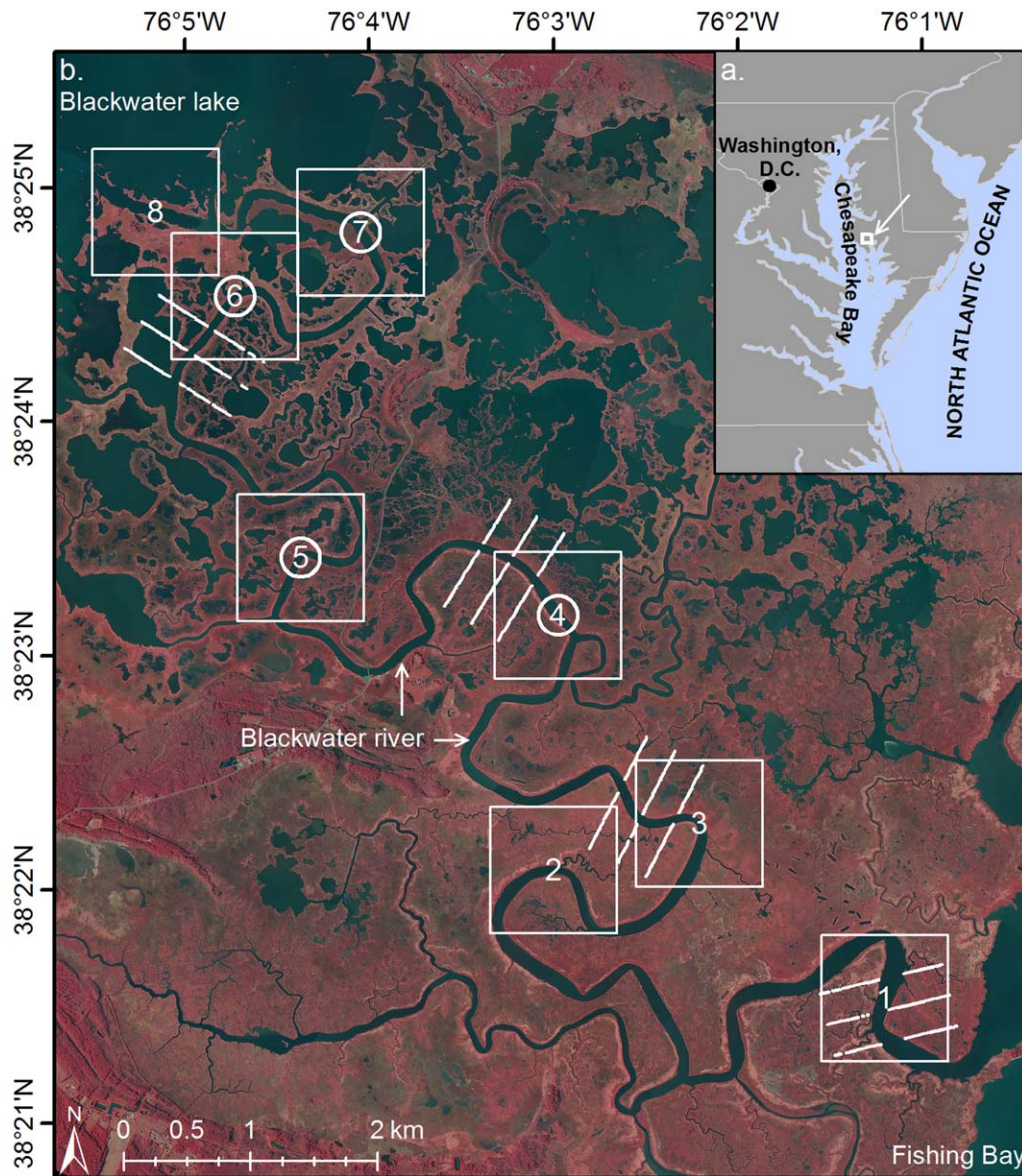 76°5'W
76°4'W
76°3'W
76°2'W
76°1'W
b.
Blackwater lake
a.
Washington,
D.C.
Chesapeake Bay
NORTH ATLANTIC OCEAN
38°25'N
38°24'N
38°23'N
38°22'N
38°21'N
8
7
6
5
4
Blackwater river
3
2
1
N
0 0.5 1 2 km
Fishing Bay